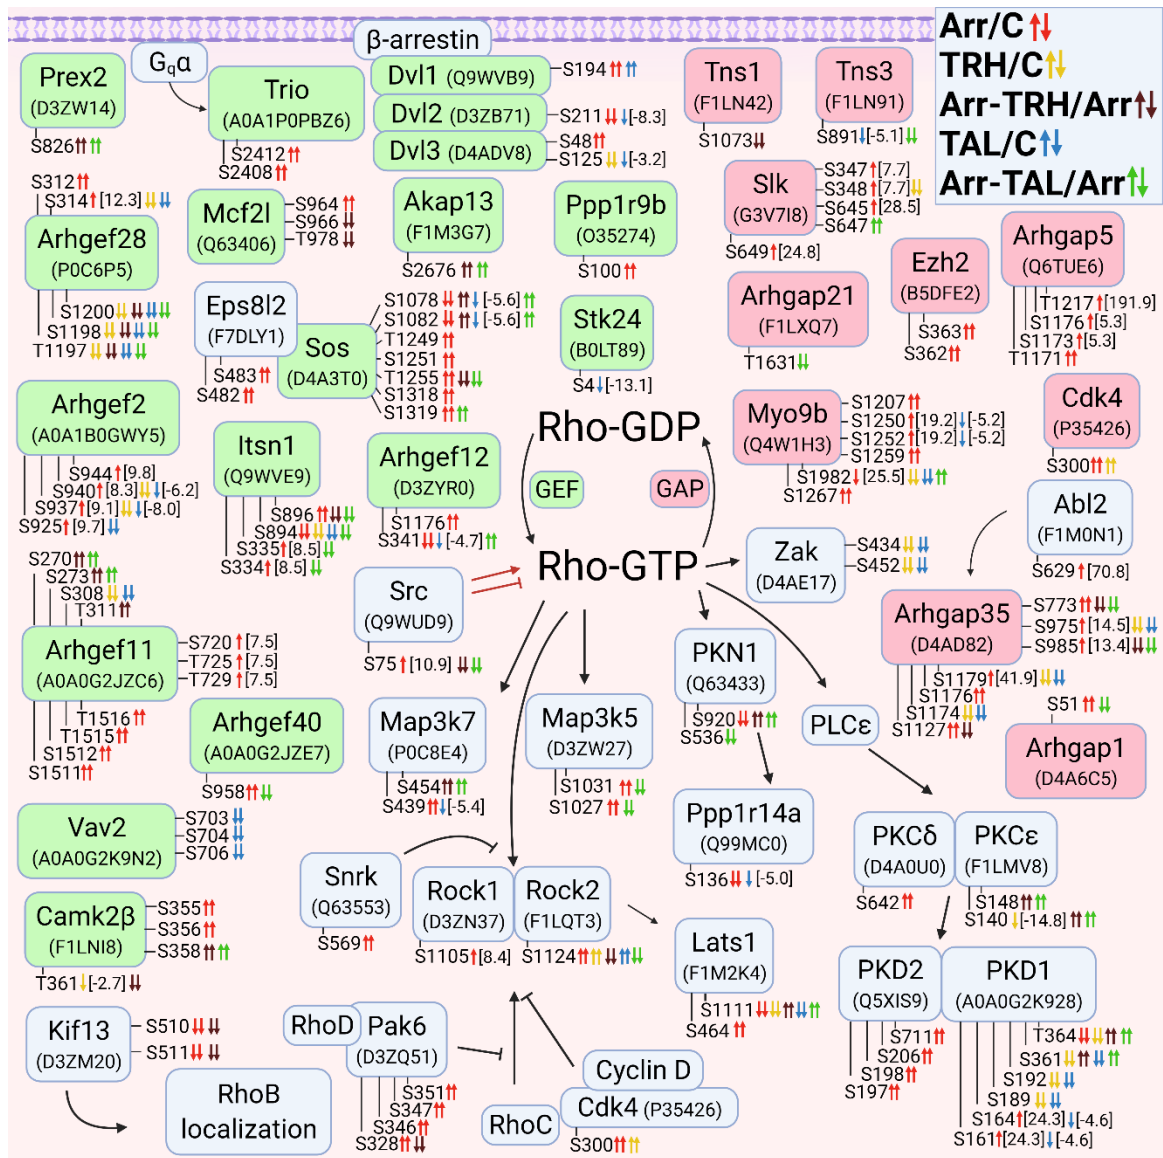 β-arrestin
Gqα
Prex2
(D3ZW14)
S826
Trio
(A0A1P0PBZ6)
S2412
S2408
Dvl1 (Q9WVB9)
S194
Dvl2 (D3ZB71)
S211 [-8.3]
Dvl3 (D4ADV8)
S48
S125 [-3.2]
Tns1
(F1LN42)
S1073
Tns3
(F1LN91)
S891 [-5.1]
Arr/C
TRH/C
Arr-TRH/Arr
TAL/C
Arr-TAL/Arr
S312
S314 [12.3]
Arhgef28
(P0C6P5)
S1200
S1198
T1197
Mcf2l
(Q63406)
S964
S966
T978
Akap13
(F1M3G7)
S2676
Ppp1r9b
(O35274)
S100
Slk
(G3V7I8)
S347 [7.7]
S348 [7.7]
S645 [28.5]
S647
S649 [24.8]
Ezh2
(B5DFE2)
S363
S362
Arhgap5
(Q6TUE6)
T1217 [191.9]
S1176 [5.3]
S1173 [5.3]
T1171
Eps8l2
(F7DLY1)
S483
S482
Sos
(D4A3T0)
S1078 [-5.6]
S1082 [-5.6]
T1249
S1251
T1255
S1318
S1319
Stk24
(B0LT89)
S4 [-13.1]
Arhgap21
(F1LXQ7)
T1631
Arhgef2
(A0A1B0GWY5)
S944 [9.8]
S940 [8.3] [-6.2]
S937 [9.1] [-8.0]
S925 [9.7]
Itsn1
(Q9WVE9)
S896
S894
S335 [8.5]
S334 [8.5]
Arhgef12
(D3ZYR0)
S1176
S341 [-4.7]
Rho-GDP
GEF
GAP
Rho-GTP
Myo9b
(Q4W1H3)
S1207
S1250 [19.2] [-5.2]
S1252 [19.2] [-5.2]
S1259
S1982 [25.5]
S1267
Cdk4
(P35426)
S300
Abl2
(F1M0N1)
S629 [70.8]
Zak
(D4AE17)
S434
S452
Src
(Q9WUD9)
S75 [10.9]
S270
S273
S308
T311
Arhgef11
(A0A0G2JZC6)
S720 [7.5]
T725 [7.5]
T729 [7.5]
T1516
T1515
S1512
S1511
Arhgap35
(D4AD82)
S773
S975 [14.5]
S985 [13.4]
S1179 [41.9]
S1176
S1174
S1127
S51
Arhgap1
(D4A6C5)
PKN1
(Q63433)
S920
S536
PLCε
Arhgef40
(A0A0G2JZE7)
S958
Map3k7
(P0C8E4)
S454
S439 [-5.4]
Map3k5
(D3ZW27)
S1031
S1027
Ppp1r14a
(Q99MC0)
S136 [-5.0]
Vav2
(A0A0G2K9N2)
S703
S704
S706
PKCδ
(D4A0U0)
S642
PKCε
(F1LMV8)
S148
S140 [-14.8]
Snrk
(Q63553)
S569
Rock1
(D3ZN37)
S1105 [8.4]
Rock2
(F1LQT3)
S1124
Camk2β
(F1LNI8)
S355
S356
S358
T361 [-2.7]
Lats1
(F1M2K4)
S1111
S464
PKD2
(Q5XIS9)
S711
S206
S198
S197
PKD1
(A0A0G2K928)
T364
S361
S192
S189
S164 [24.3] [-4.6]
S161 [24.3] [-4.6]
Kif13
(D3ZM20)
S510
S511
RhoB
localization
RhoD
Pak6
(D3ZQ51)
S351
S347
S346
S328
RhoC
Cyclin D
Cdk4 (P35426)
S300